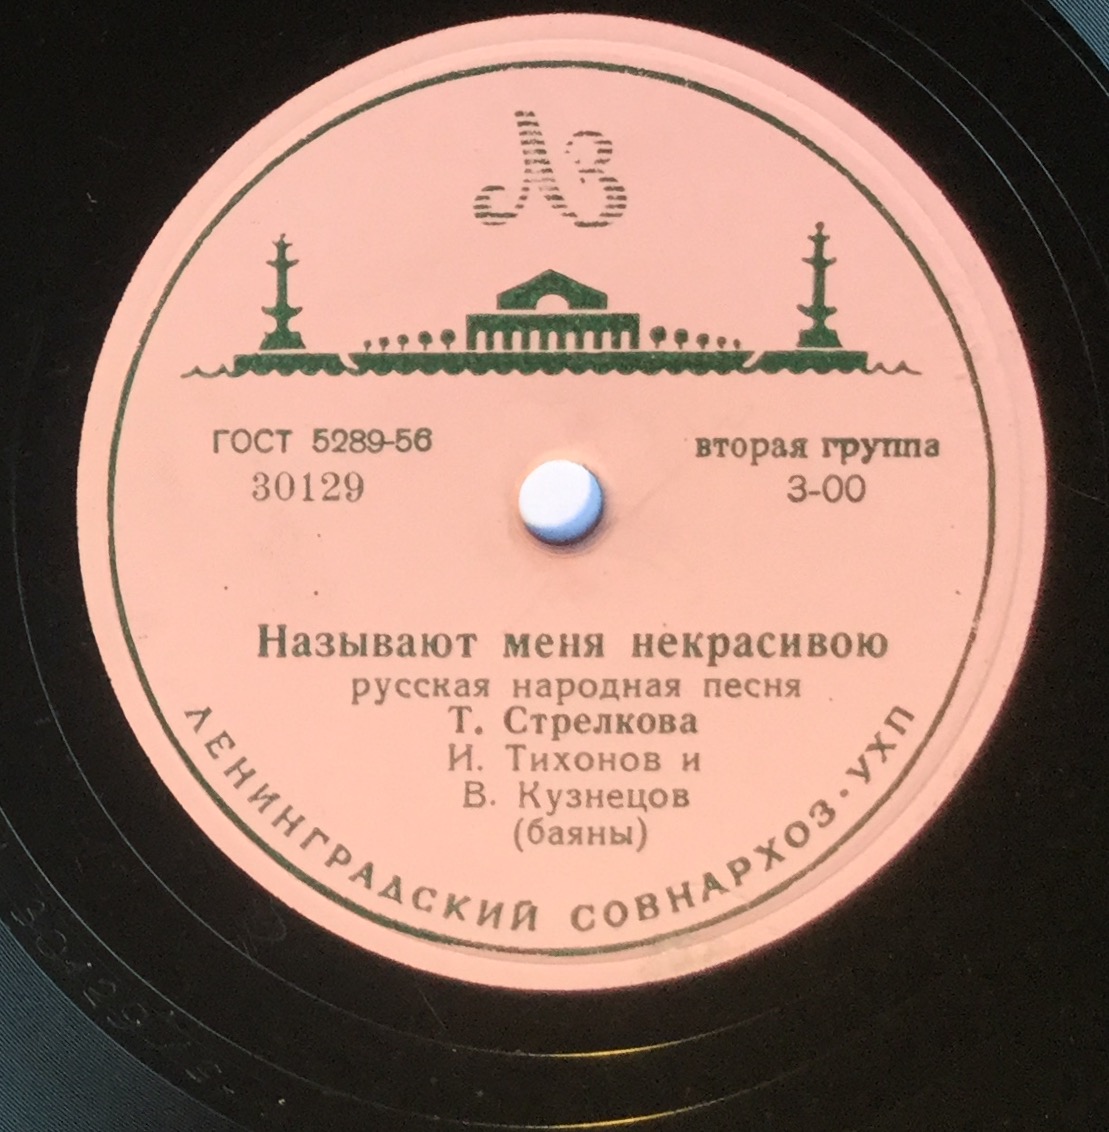 ЛЗ
ГОСТ 5289-56
30129
вторая группа
3-00
Называют меня некрасивою
русская народная песня
Т. Стрелкова
И. Тихонов и
В. Кузнецов
(баяны)
ЛЕНИНГРАДСКИЙ СОВНАРХОЗ·УХП